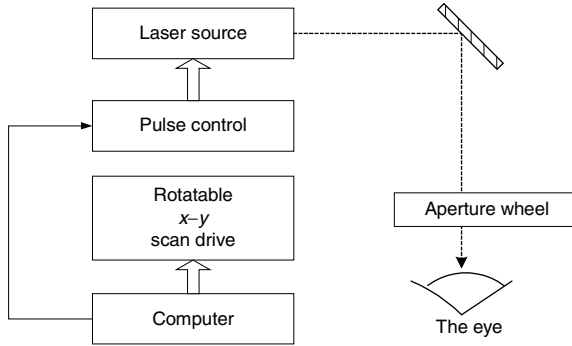 Laser source
Pulse control
Rotatable
x–y
scan drive
Aperture wheel
Computer
The eye